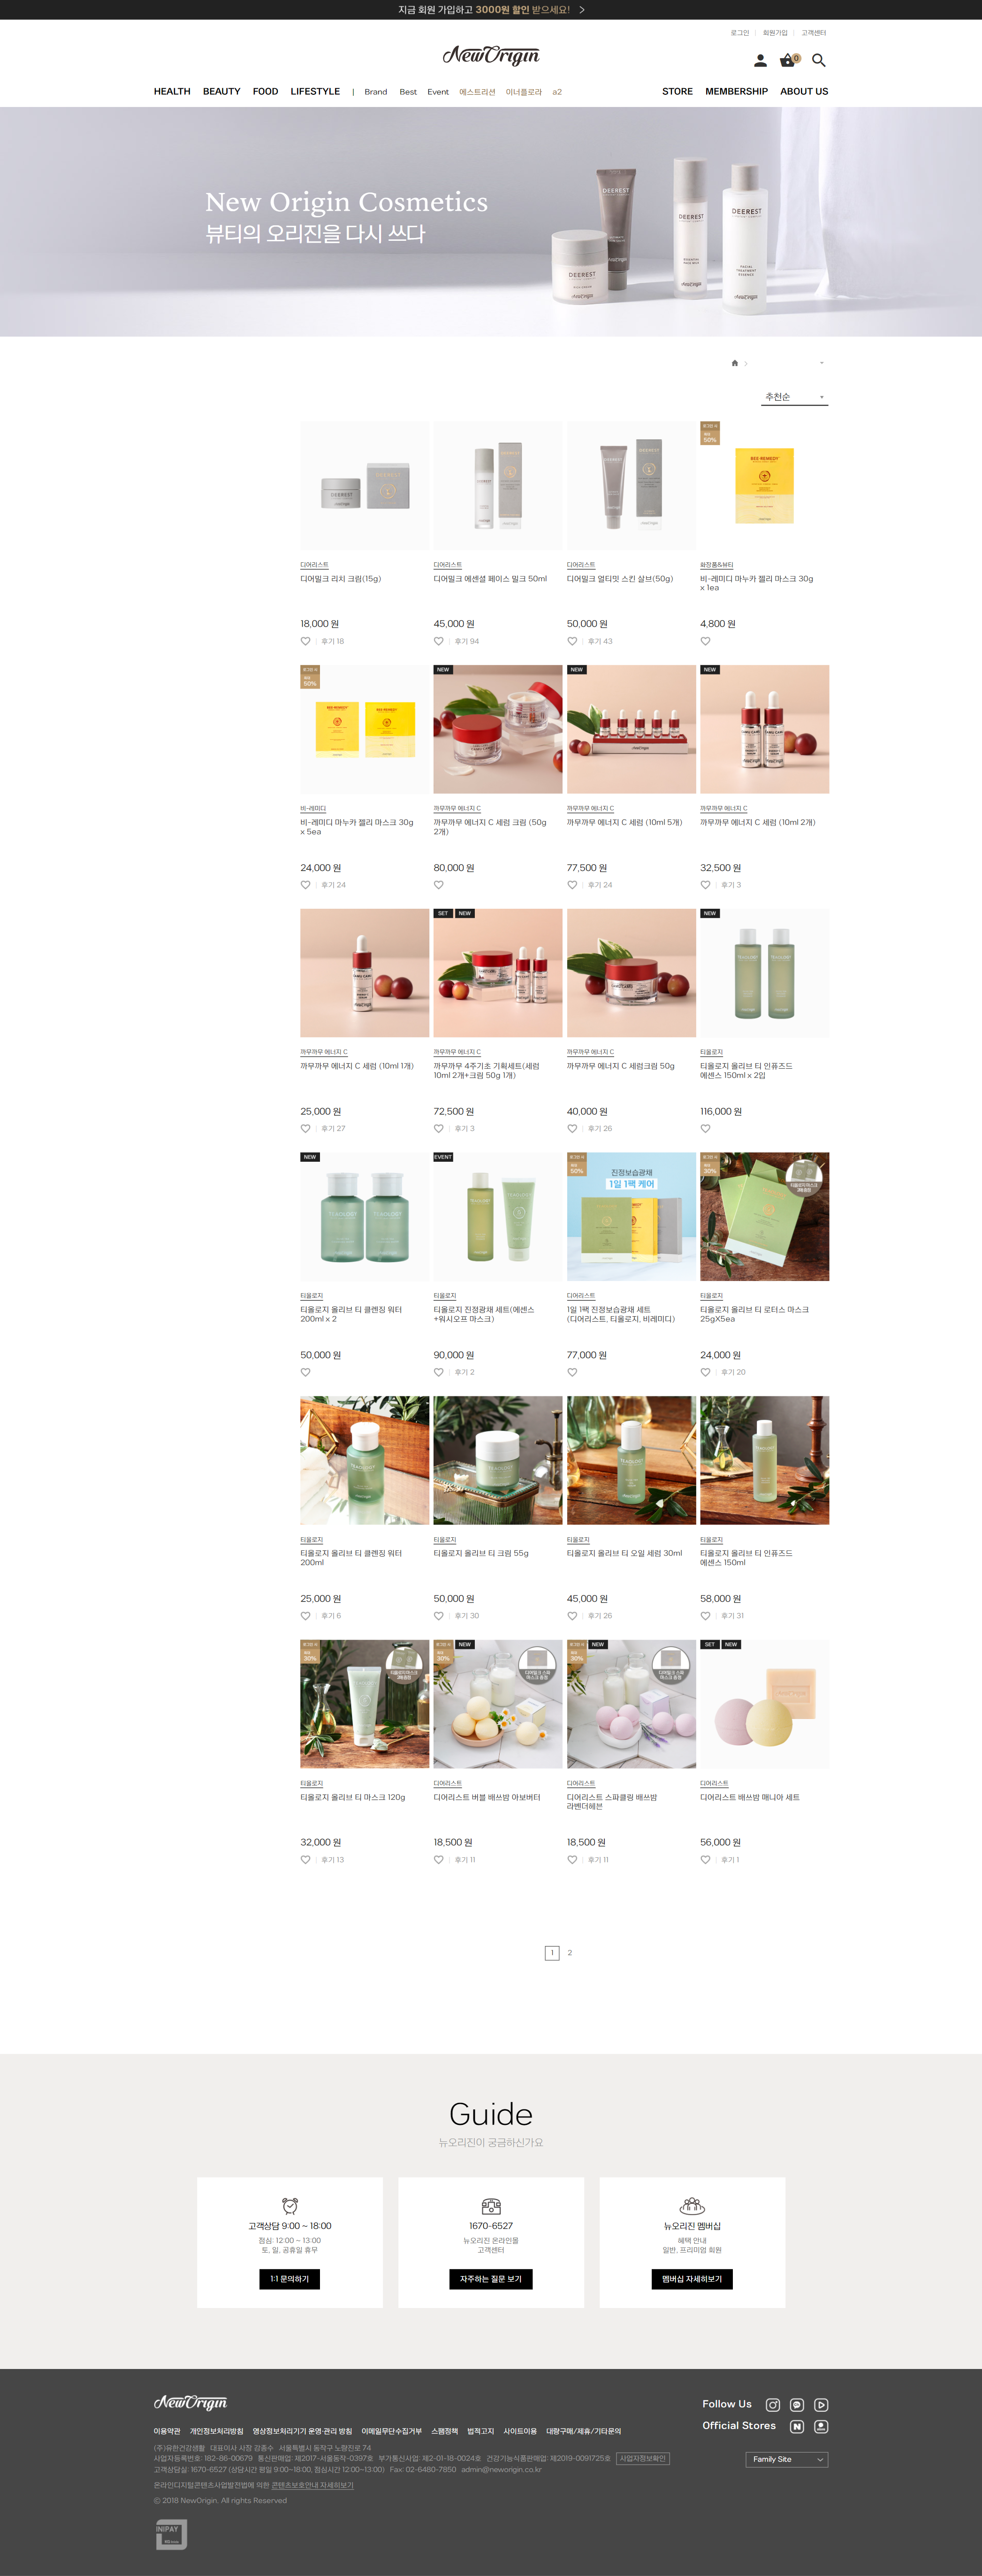 지금 회원 가입하고 3000원 할인 받으세요!
로그인 | 회원가입 | 고객센터
NewOrigin
0
HEALTH BEAUTY FOOD LIFESTYLE | Brand Best Event 에스트리션 이너플로라 a2
STORE MEMBERSHIP ABOUT US
New Origin Cosmetics
뷰티의 오리진을 다시 쓰다
추천순
디어리스트
디어밀크 리치 크림(15g)
18,000 원
후기 18
디어리스트
디어밀크 에센셜 페이스 밀크 50ml
45,000 원
후기 94
디어리스트
디어밀크 얼티밋 스킨 살브(50g)
50,000 원
후기 43
50%
화장품&뷰티
비-레미디 마누카 젤리 마스크 30g
x 1ea
4,800 원
50%
비-레미디
비-레미디 마누카 젤리 마스크 30g
x 5ea
24,000 원
후기 24
NEW
까무까무 에너지 C
까무까무 에너지 C 세럼 크림 (50g
2개)
80,000 원
NEW
까무까무 에너지 C
까무까무 에너지 C 세럼 (10ml 5개)
77,500 원
후기 24
NEW
까무까무 에너지 C
까무까무 에너지 C 세럼 (10ml 2개)
32,500 원
후기 3
까무까무 에너지 C
까무까무 에너지 C 세럼 (10ml 1개)
25,000 원
후기 27
SET NEW
까무까무 에너지 C
까무까무 4주기초 기획세트(세럼
10ml 2개+크림 50g 1개)
72,500 원
후기 3
까무까무 에너지 C
까무까무 에너지 C 세럼크림 50g
40,000 원
후기 26
NEW
티올로지
티올로지 올리브 티 인퓨즈드
에센스 150ml x 2입
116,000 원
NEW
티올로지
티올로지 올리브 티 클렌징 워터
200ml x 2
50,000 원
EVENT
티올로지
티올로지 진정광채 세트(에센스
+워시오프 마스크)
90,000 원
후기 2
50%
진정보습광채
1일 1팩 케어
디어리스트
1일 1팩 진정보습광채 세트
(디어리스트, 티올로지, 비레미디)
77,000 원
30%
티올로지
티올로지 올리브 티 로터스 마스크
25gX5ea
24,000 원
후기 20
티올로지
티올로지 올리브 티 클렌징 워터
200ml
25,000 원
후기 6
티올로지
티올로지 올리브 티 크림 55g
50,000 원
후기 30
티올로지
티올로지 올리브 티 오일 세럼 30ml
45,000 원
후기 26
티올로지
티올로지 올리브 티 인퓨즈드
에센스 150ml
58,000 원
후기 31
30%
티올로지
티올로지 올리브 티 마스크 120g
32,000 원
후기 13
30% NEW
디어리스트
디어리스트 버블 배쓰밤 아보버터
18,500 원
후기 11
30% NEW
디어리스트
디어리스트 스파클링 배쓰밤
라벤더헤븐
18,500 원
후기 11
SET NEW
디어리스트
디어리스트 배쓰밤 매니아 세트
56,000 원
후기 1
1 2
Guide
뉴오리진이 궁금하신가요
고객상담 9:00 ~ 18:00
점심: 12:00 ~ 13:00
토, 일, 공휴일 휴무
1:1 문의하기
1670-6527
뉴오리진 온라인몰
고객센터
자주하는 질문 보기
뉴오리진 멤버십
혜택 안내
일반, 프리미엄 회원
멤버십 자세히보기
NewOrigin
Follow Us
Official Stores
이용약관 개인정보처리방침 영상정보처리기기 운영·관리 방침 이메일무단수집거부 스팸정책 법적고지 사이트이용 대량구매/제휴/기타문의
(주)유한건강생활 대표이사 사장 강종수 서울특별시 동작구 노량진로 74
사업자등록번호: 182-86-00679 통신판매업: 제2017-서울동작-0397호 부가통신사업: 제2-01-18-0024호 건강기능식품판매업: 제2019-0091725호 사업자정보확인
고객상담실: 1670-6527 (상담시간 평일 9:00~18:00, 점심시간 12:00~13:00) Fax: 02-6480-7850 admin@neworigin.co.kr
Family Site
온라인디지털콘텐츠사업발전법에 의한 콘텐츠보호안내 자세히보기
© 2018 NewOrigin. All rights Reserved
INIPAY